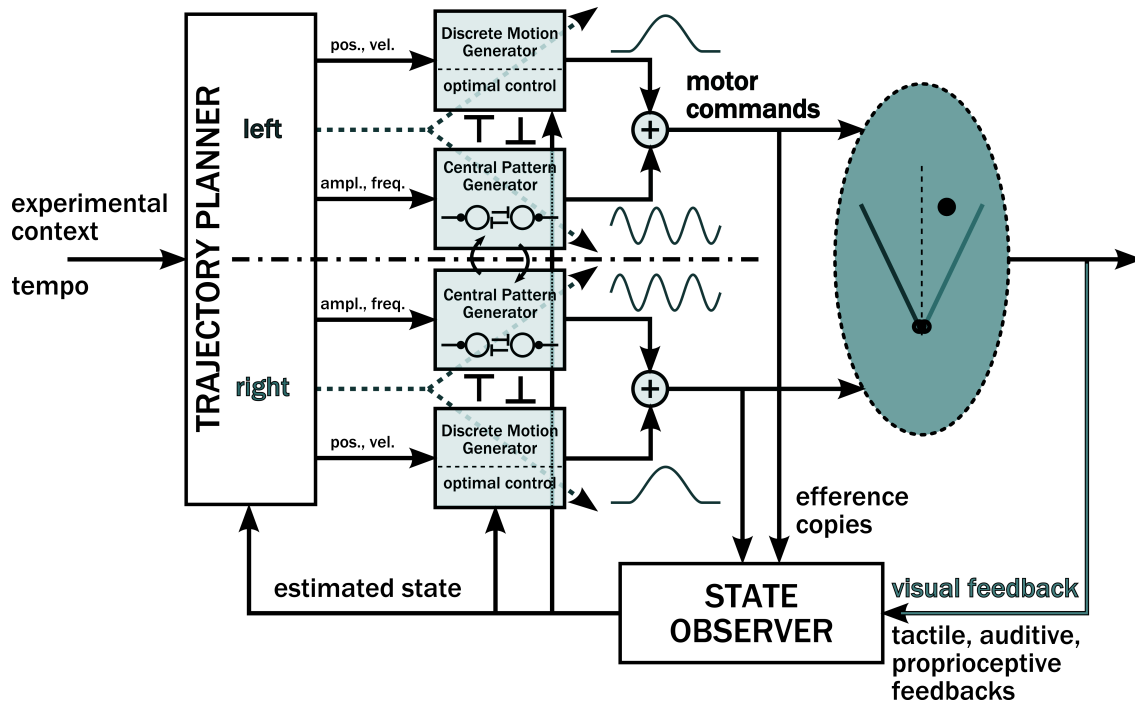 experimental
context
tempo
TRAJECTORY PLANNER
left
right
pos., vel.
ampl., freq.
ampl., freq.
pos., vel.
Discrete Motion
Generator
optimal control
Central Pattern
Generator
Central Pattern
Generator
Discrete Motion
Generator
optimal control
+
+
motor
commands
efference
copies
estimated state
STATE
OBSERVER
visual feedback
tactile, auditive,
proprioceptive
feedbacks